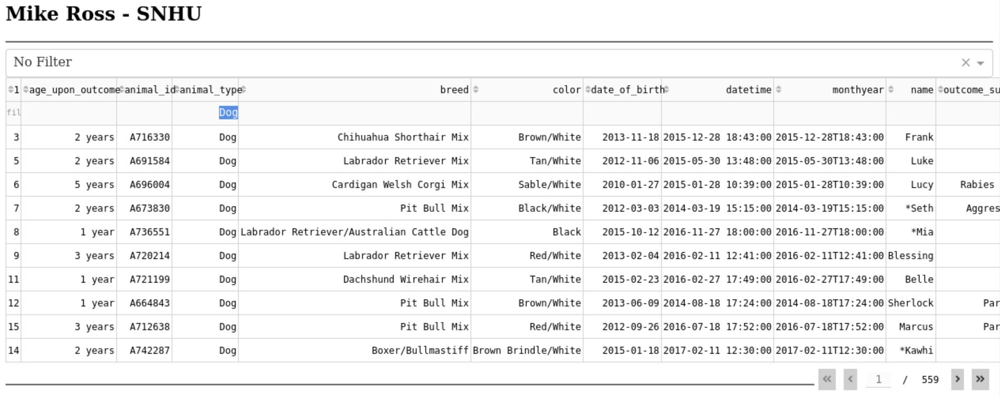 Mike Ross - SNHU
No Filter
1 age_upon_outcome animal_id animal_type breed color date_of_birth datetime monthyear name outcome_su
fil Dog
3 2 years A716330 Dog Chihuahua Shorthair Mix Brown/White 2013-11-18 2015-12-28 18:43:00 2015-12-28T18:43:00 Frank
5 2 years A691584 Dog Labrador Retriever Mix Tan/White 2012-11-06 2015-05-30 13:48:00 2015-05-30T13:48:00 Luke
6 5 years A696004 Dog Cardigan Welsh Corgi Mix Sable/White 2010-01-27 2015-01-28 10:39:00 2015-01-28T10:39:00 Lucy Rabies
7 2 years A673830 Dog Pit Bull Mix Black/White 2012-03-03 2014-03-19 15:15:00 2014-03-19T15:15:00 *Seth Aggres
8 1 year A736551 Dog Labrador Retriever/Australian Cattle Dog Black 2015-10-12 2016-11-27 18:00:00 2016-11-27T18:00:00 *Mia
9 3 years A720214 Dog Labrador Retriever Mix Red/White 2013-02-04 2016-02-11 12:41:00 2016-02-11T12:41:00 Blessing
11 1 year A721199 Dog Dachshund Wirehair Mix Tan/White 2015-02-23 2016-02-27 17:49:00 2016-02-27T17:49:00 Belle
12 1 year A664843 Dog Pit Bull Mix Brown/White 2013-06-09 2014-08-18 17:24:00 2014-08-18T17:24:00 Sherlock Par
15 3 years A712638 Dog Pit Bull Mix Red/White 2012-09-26 2016-07-18 17:52:00 2016-07-18T17:52:00 Marcus Par
14 2 years A742287 Dog Boxer/Bullmastiff Brown Brindle/White 2015-01-18 2017-02-11 12:30:00 2017-02-11T12:30:00 *Kawhi
1 / 559